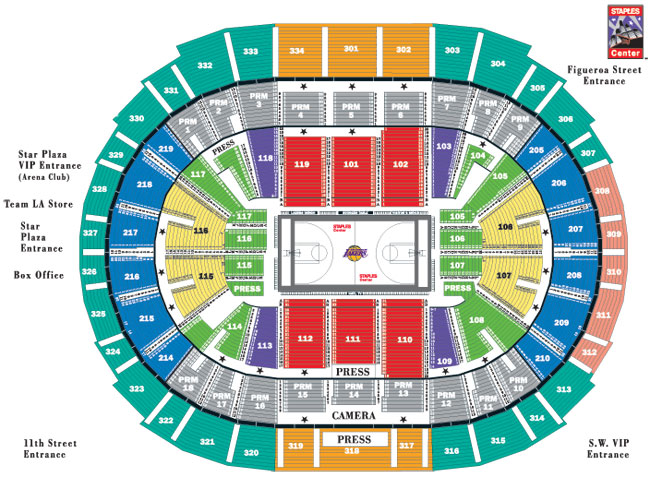 STAPLES
Center
Figueroa Street
Entrance
333
334
301
302
303
332
304
331
305
330
306
329
307
328
308
327
309
326
310
325
311
324
312
323
313
322
314
321
315
320
316
319
318
317
PRM
1
PRM
2
PRM
3
PRM
4
PRM
5
PRM
6
PRM
7
PRM
8
PRM
9
PRESS
219
118
119
101
102
103
104
205
218
117
105
206
Star Plaza
VIP Entrance
(Arena Club)
Team LA Store
Star
Plaza
Entrance
Box Office
217
116
117
116
115
PRESS
STAPLES
Center
LAKERS
STAPLES
Center
105
106
107
PRESS
106
207
216
115
107
208
215
114
108
209
214
113
112
111
110
109
210
PRESS
PRM
18
PRM
17
PRM
16
PRM
15
PRM
14
PRM
13
PRM
12
PRM
11
PRM
10
CAMERA
PRESS
11th Street
Entrance
S.W. VIP
Entrance